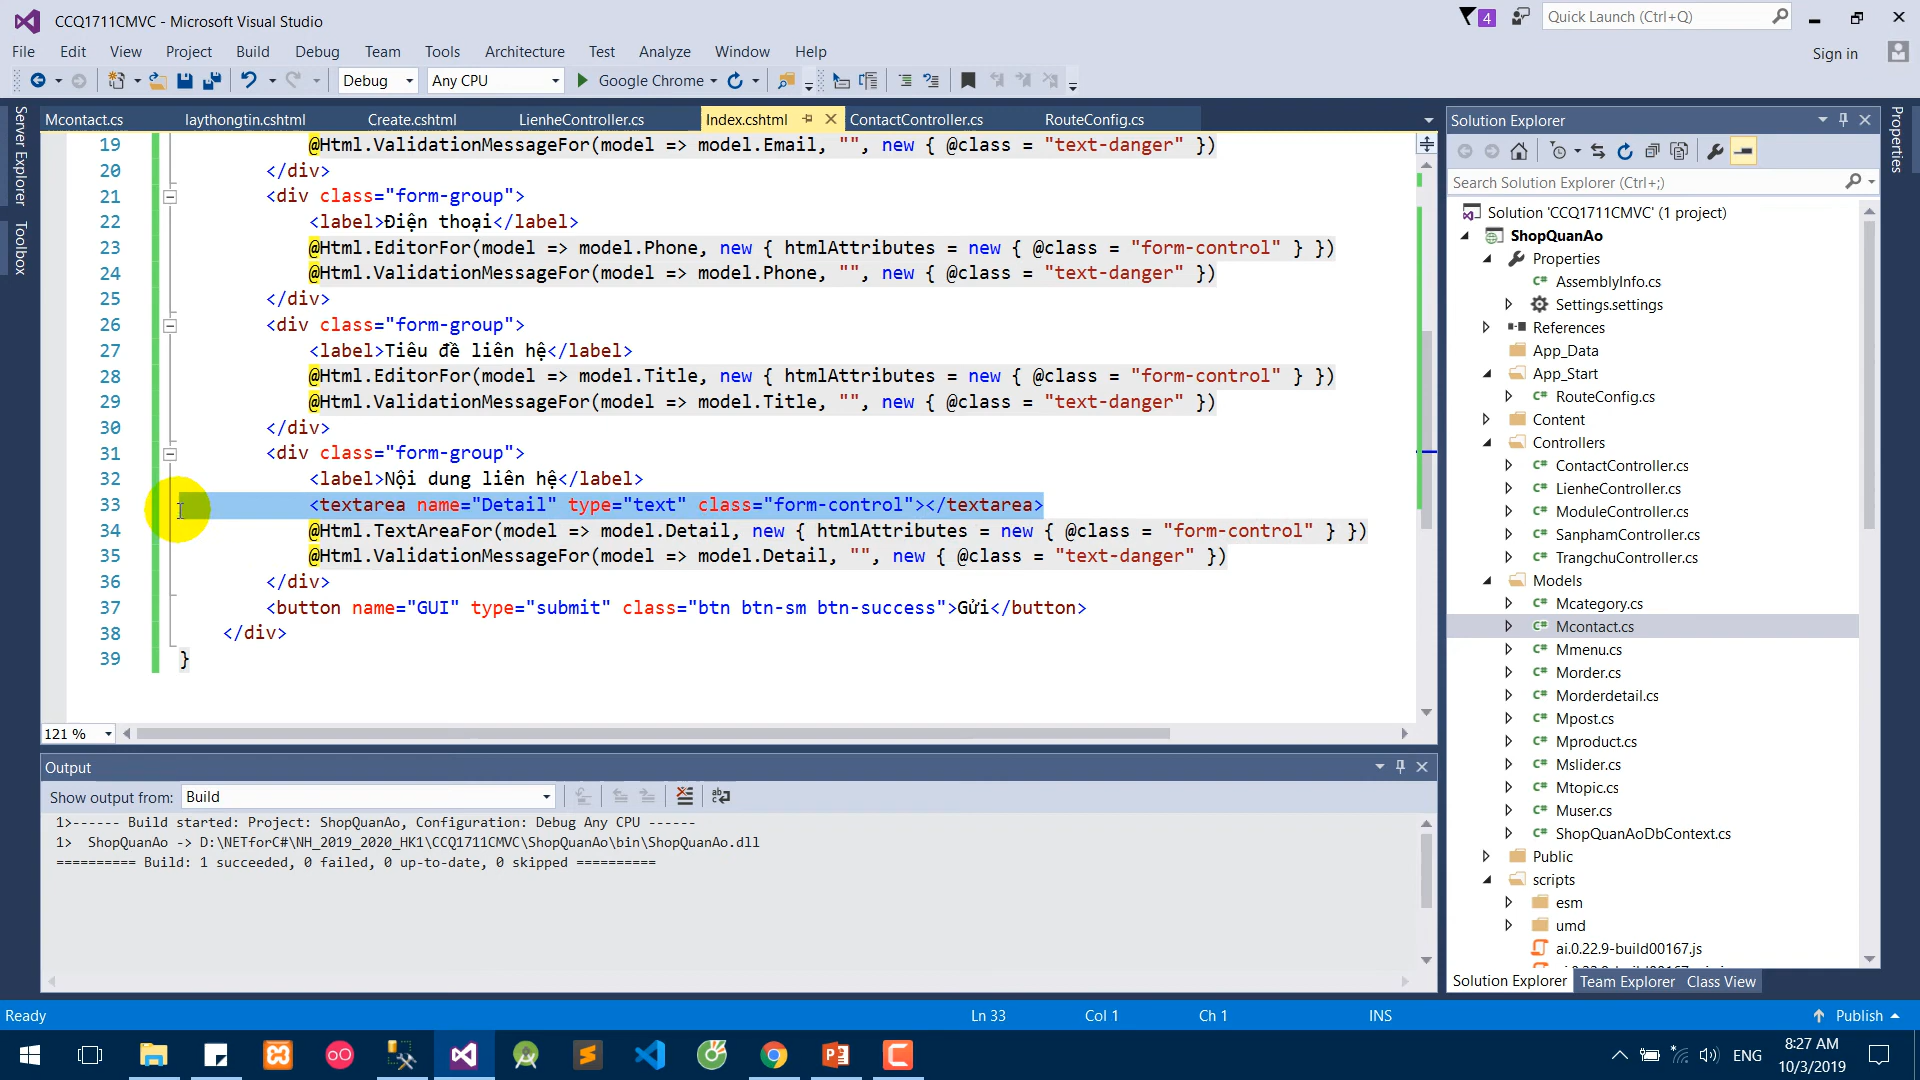 CCQ1711CMVC - Microsoft Visual Studio
4
Quick Launch (Ctrl+Q)
File Edit View Project Build Debug Team Tools Test Analyze Window Help
Sign in
Debug Any CPU Google Chrome
Server Explorer
Toolbox
Mcontact.cs laythongtin.cshtml Create.cshtml LienheController.cs Index.cshtml ContactController.cs RouteConfig.cs
19 @Html.ValidationMessageFor(model => model.Email, "", new { @class = "text-danger" })
20 </div>
21 <div class="form-group">
22 <label>Điện thoại</label>
23 @Html.EditorFor(model => model.Phone, new { htmlAttributes = new { @class = "form-control" } })
24 @Html.ValidationMessageFor(model => model.Phone, "", new { @class = "text-danger" })
25 </div>
26 <div class="form-group">
27 <label>Tiêu đề liên hệ</label>
28 @Html.EditorFor(model => model.Title, new { htmlAttributes = new { @class = "form-control" } })
29 @Html.ValidationMessageFor(model => model.Title, "", new { @class = "text-danger" })
30 </div>
31 <div class="form-group">
32 <label>Nội dung liên hệ</label>
33 <textarea name="Detail" type="text" class="form-control"></textarea>
34 @Html.TextAreaFor(model => model.Detail, new { htmlAttributes = new { @class = "form-control" } })
35 @Html.ValidationMessageFor(model => model.Detail, "", new { @class = "text-danger" })
36 </div>
37 <button name="GUI" type="submit" class="btn btn-sm btn-success">Gửi</button>
38 </div>
39 }
121 %
Output
Show output from: Build
1>------ Build started: Project: ShopQuanAo, Configuration: Debug Any CPU ------
1> ShopQuanAo -> D:\NETforC#\NH_2019_2020_HK1\CCQ1711CMVC\ShopQuanAo\bin\ShopQuanAo.dll
========== Build: 1 succeeded, 0 failed, 0 up-to-date, 0 skipped ==========
Solution Explorer
Search Solution Explorer (Ctrl+;)
Solution 'CCQ1711CMVC' (1 project)
ShopQuanAo
Properties
AssemblyInfo.cs
Settings.settings
References
App_Data
App_Start
RouteConfig.cs
Content
Controllers
ContactController.cs
LienheController.cs
ModuleController.cs
SanphamController.cs
TrangchuController.cs
Models
Mcategory.cs
Mcontact.cs
Mmenu.cs
Morder.cs
Morderdetail.cs
Mpost.cs
Mproduct.cs
Mslider.cs
Mtopic.cs
Muser.cs
ShopQuanAoDbContext.cs
Public
scripts
esm
umd
ai.0.22.9-build00167.js
Solution Explorer Team Explorer Class View
Properties
Ready Ln 33 Col 1 Ch 1 INS Publish
ENG
8:27 AM
10/3/2019